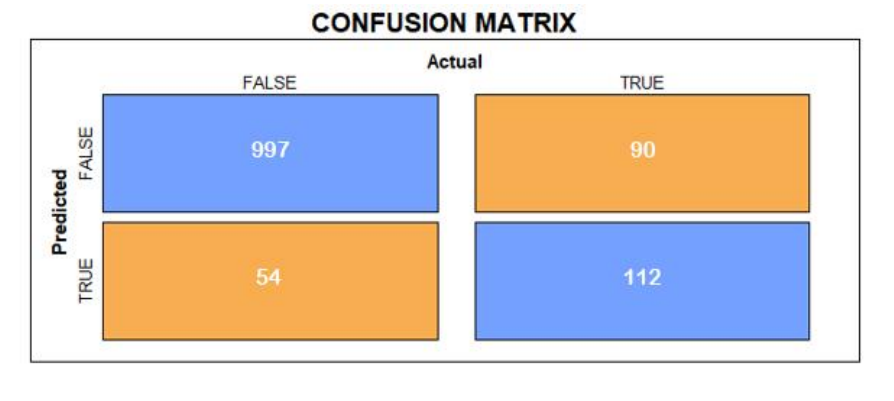 CONFUSION MATRIX
Actual
FALSE TRUE
Predicted
FALSE
997 90
TRUE
54 112